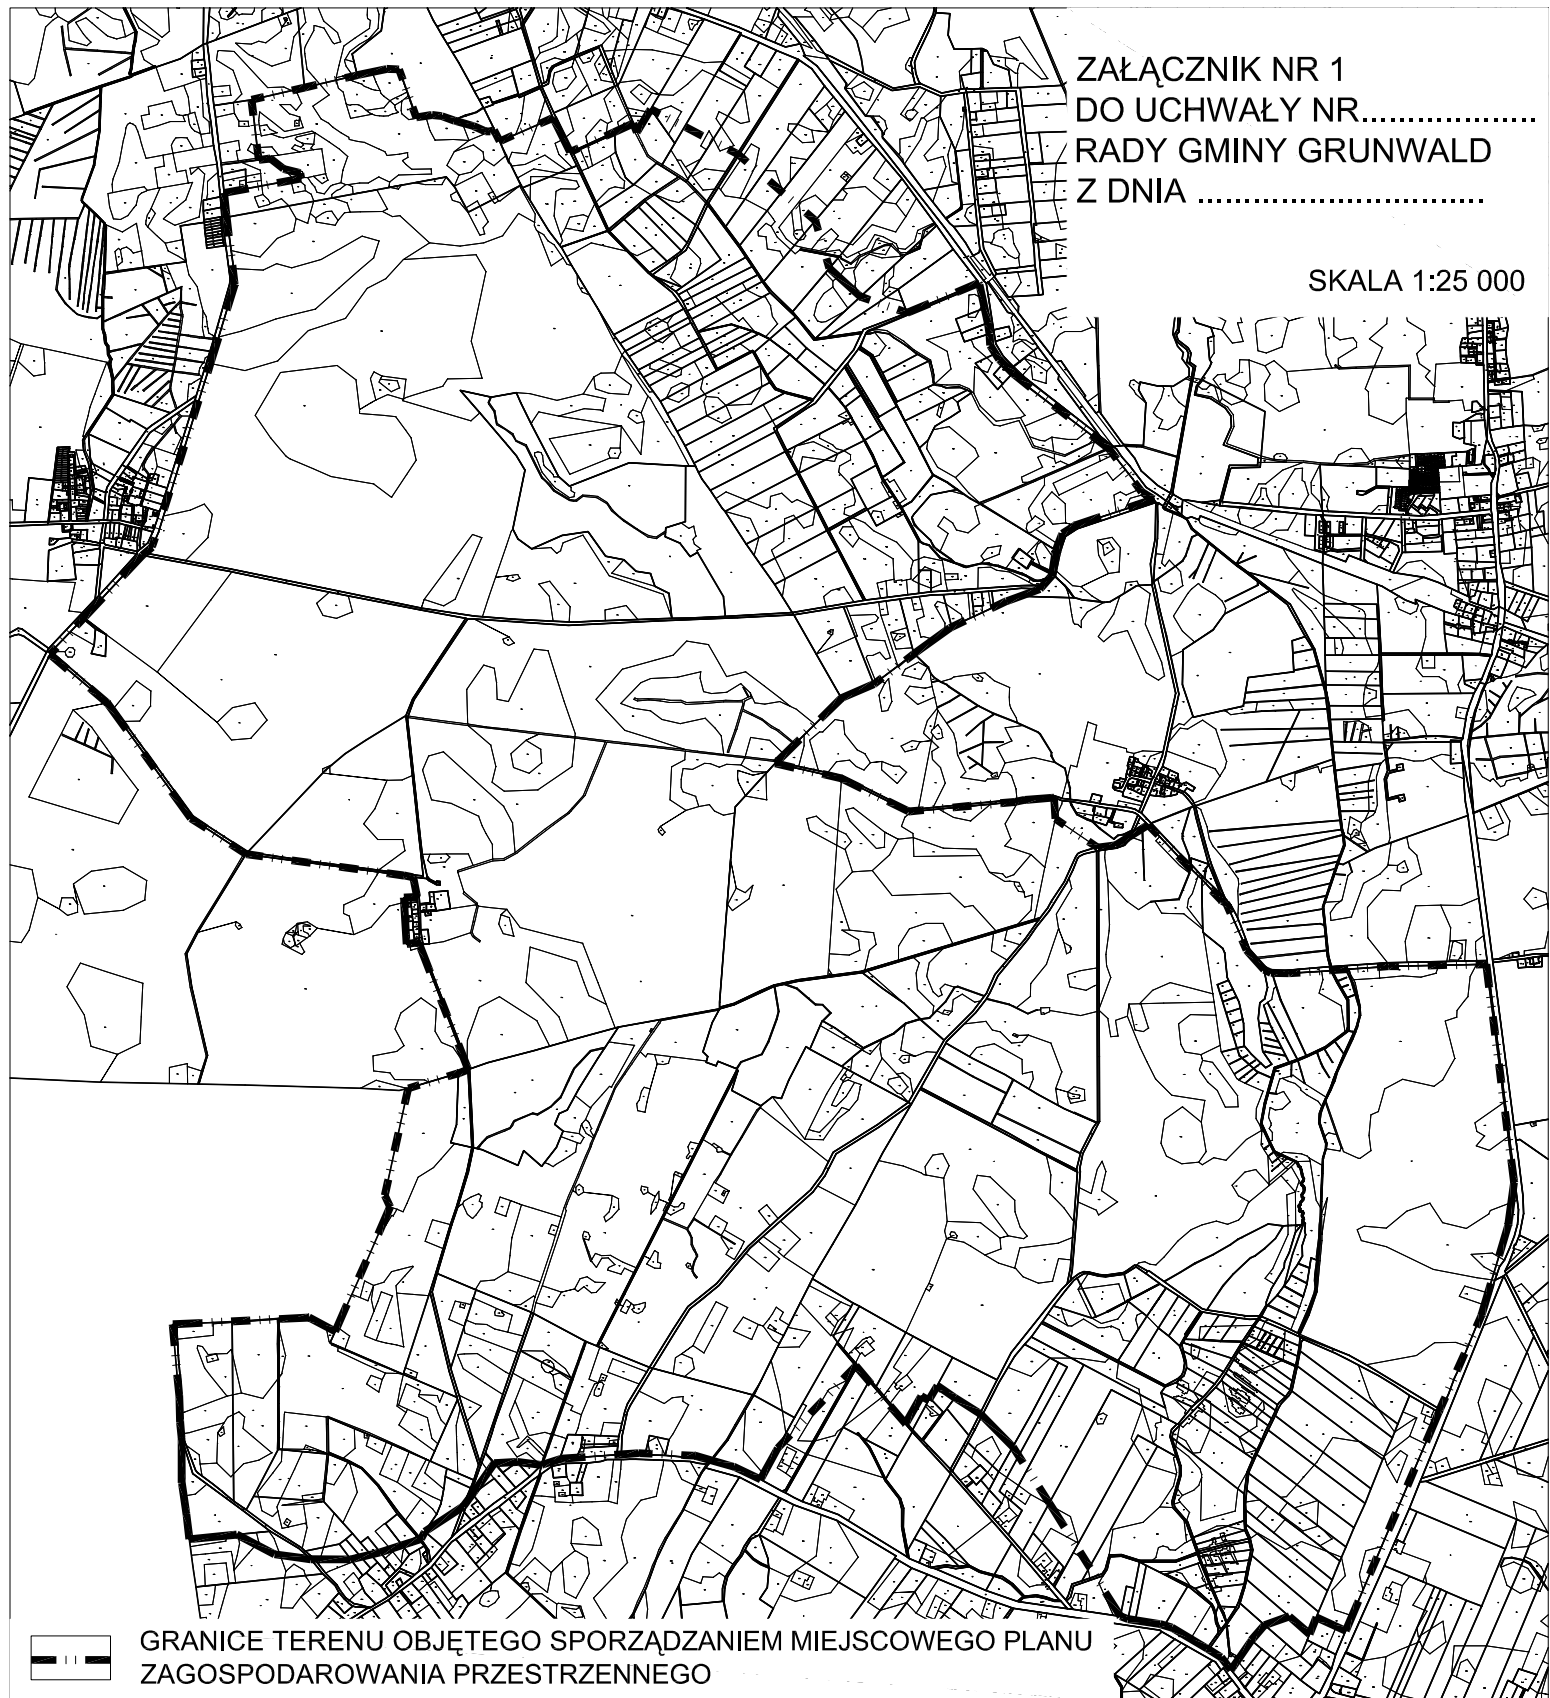 ZAŁĄCZNIK NR 1
DO UCHWAŁY NR...................
RADY GMINY GRUNWALD
Z DNIA ..............................
SKALA 1:25 000
GRANICE TERENU OBJĘTEGO SPORZĄDZANIEM MIEJSCOWEGO PLANU
ZAGOSPODAROWANIA PRZESTRZENNEGO